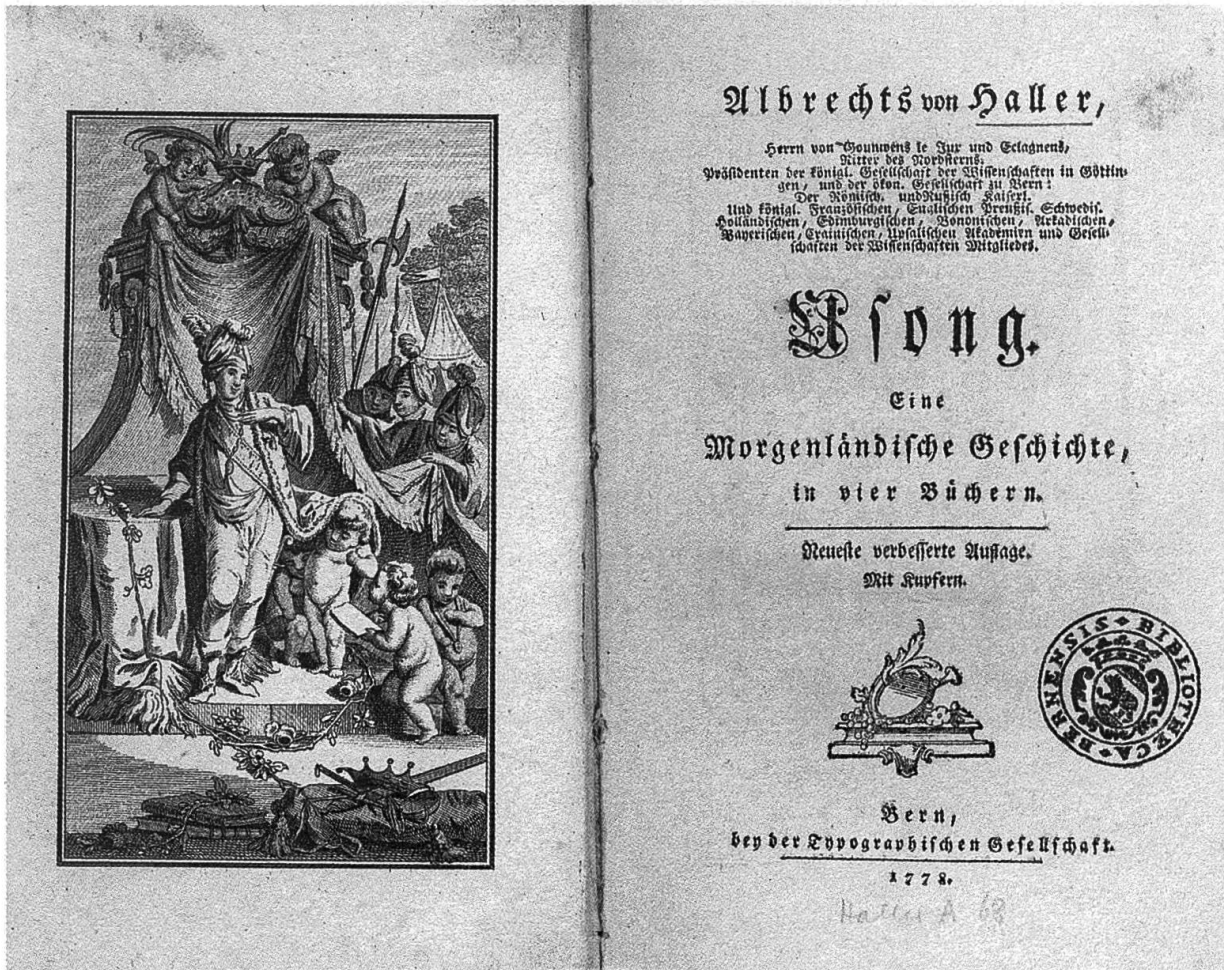 Albrechts von Haller,
Herrn von Goumwens le Jux und Eclagnens,
Ritter des Nordsterns.
Präsidenten der königl. Gesellschaft der Wissenschaften in Göttin-
gen, und der ökon. Gesellschaft zu Bern:
Der Römisch. und Rußisch Kaiserl.
Und königl. Französischen, Englischen Preußis. Schwedis.
Holländischen, Edimburgischen, Bononischen, Arkadischen,
Bayerischen, Crainischen, Upsalischen Akademien und Gesell-
schaften der Wissenschaften Mitgliedes.
Usong.
Eine
Morgenländische Geschichte,
in vier Büchern.
Neueste verbesserte Auflage.
Mit Kupfern.
BERNENSIS BIBLIOTHECA
Bern,
bey der Typographischen Gesellschaft.
1778.
Haller A 68